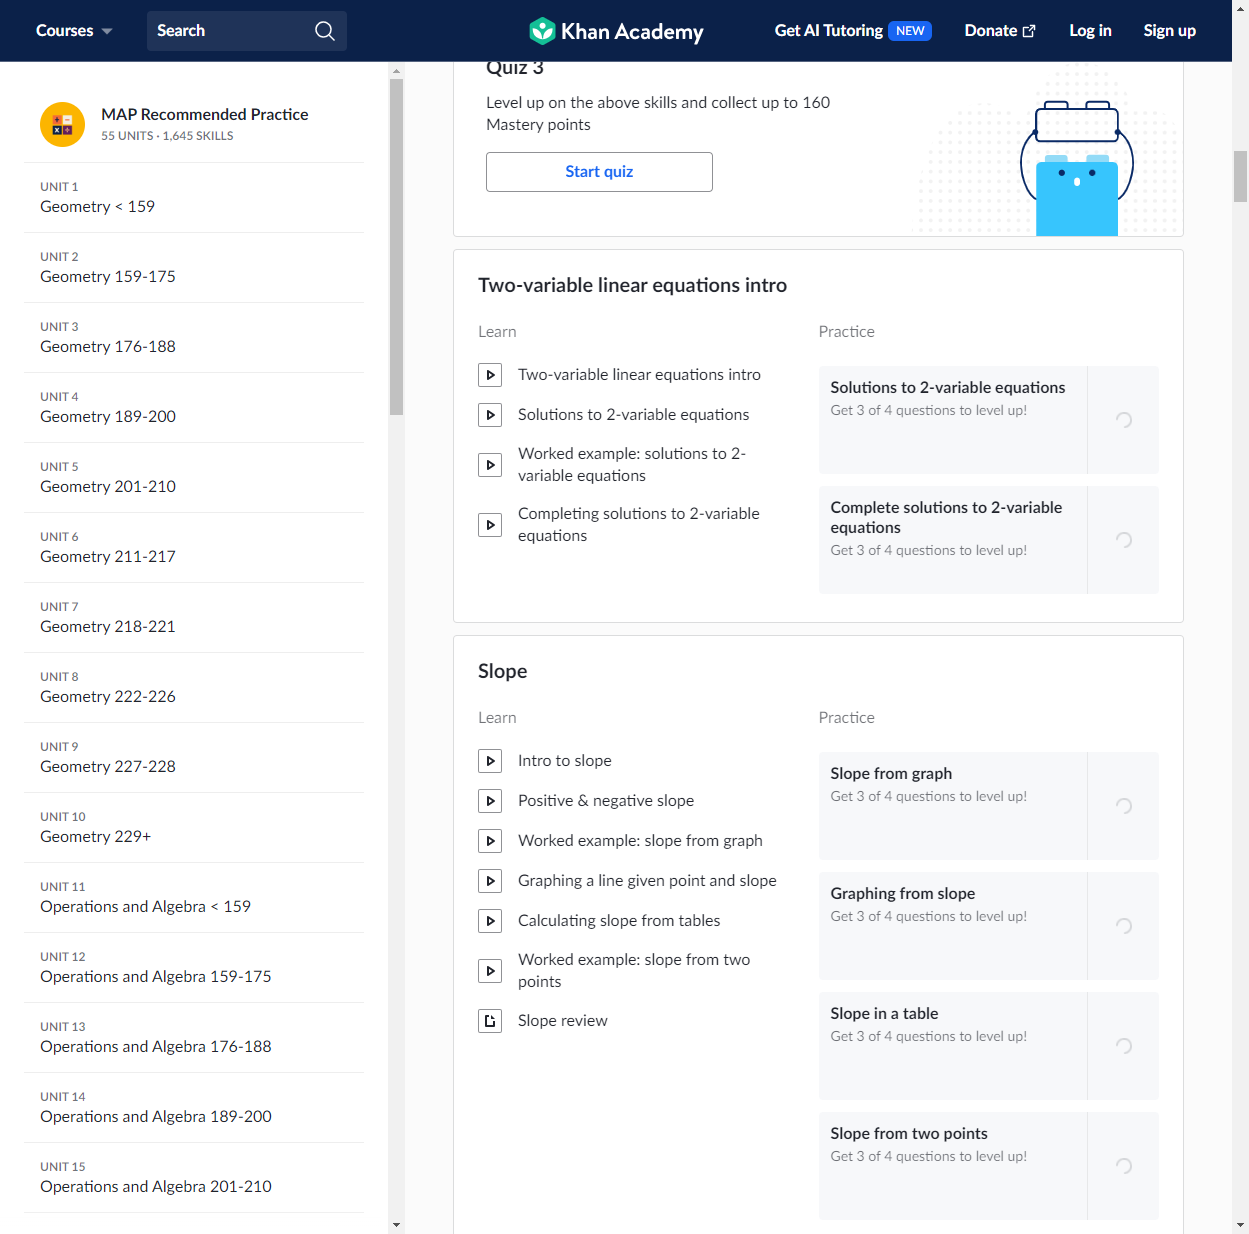 Courses
Search
Khan Academy
Get AI Tutoring NEW
Donate
Log in
Sign up
MAP Recommended Practice
55 UNITS · 1,645 SKILLS
UNIT 1
Geometry < 159
UNIT 2
Geometry 159-175
UNIT 3
Geometry 176-188
UNIT 4
Geometry 189-200
UNIT 5
Geometry 201-210
UNIT 6
Geometry 211-217
UNIT 7
Geometry 218-221
UNIT 8
Geometry 222-226
UNIT 9
Geometry 227-228
UNIT 10
Geometry 229+
UNIT 11
Operations and Algebra < 159
UNIT 12
Operations and Algebra 159-175
UNIT 13
Operations and Algebra 176-188
UNIT 14
Operations and Algebra 189-200
UNIT 15
Operations and Algebra 201-210
Quiz 3
Level up on the above skills and collect up to 160
Mastery points
Start quiz
Two-variable linear equations intro
Learn
Two-variable linear equations intro
Solutions to 2-variable equations
Worked example: solutions to 2-
variable equations
Completing solutions to 2-variable
equations
Practice
Solutions to 2-variable equations
Get 3 of 4 questions to level up!
Complete solutions to 2-variable
equations
Get 3 of 4 questions to level up!
Slope
Learn
Intro to slope
Positive & negative slope
Worked example: slope from graph
Graphing a line given point and slope
Calculating slope from tables
Worked example: slope from two
points
Slope review
Practice
Slope from graph
Get 3 of 4 questions to level up!
Graphing from slope
Get 3 of 4 questions to level up!
Slope in a table
Get 3 of 4 questions to level up!
Slope from two points
Get 3 of 4 questions to level up!